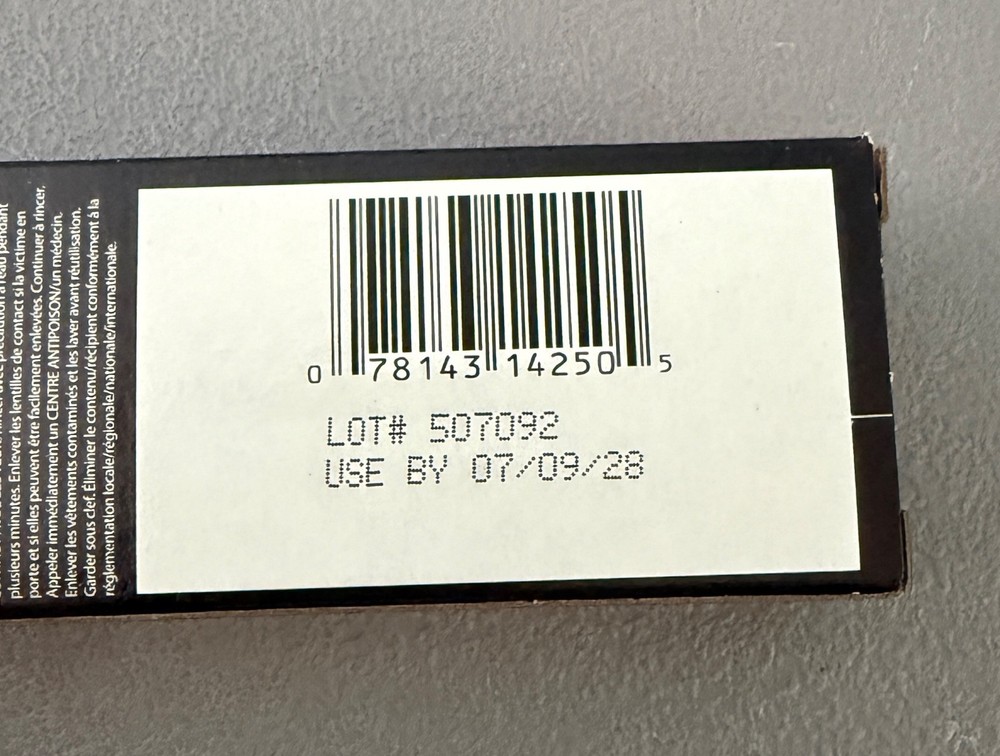 plusieurs minutes. Enlever les lentilles de contact si la victime en
porte et si elles peuvent être facilement enlevées. Continuer à rincer.
Appeler immédiatement un CENTRE ANTIPOISON/un médecin.
Enlever les vêtements contaminés et les laver avant réutilisation.
Garder sous clef. Éliminer le contenu/récipient conformément à la
réglementation locale/régionale/nationale/internationale.
0 78143 14250 5
LOT# 507092
USE BY 07/09/28